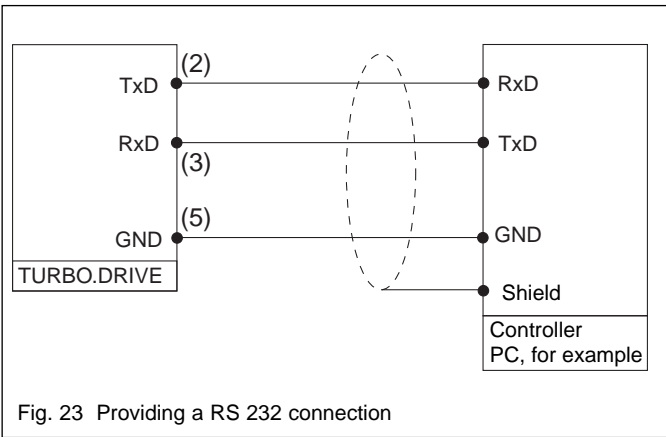 (2)
TxD
RxD
RxD
TxD
(3)
(5)
GND
GND
TURBO.DRIVE
Shield
Controller
PC, for example
Fig. 23 Providing a RS 232 connection